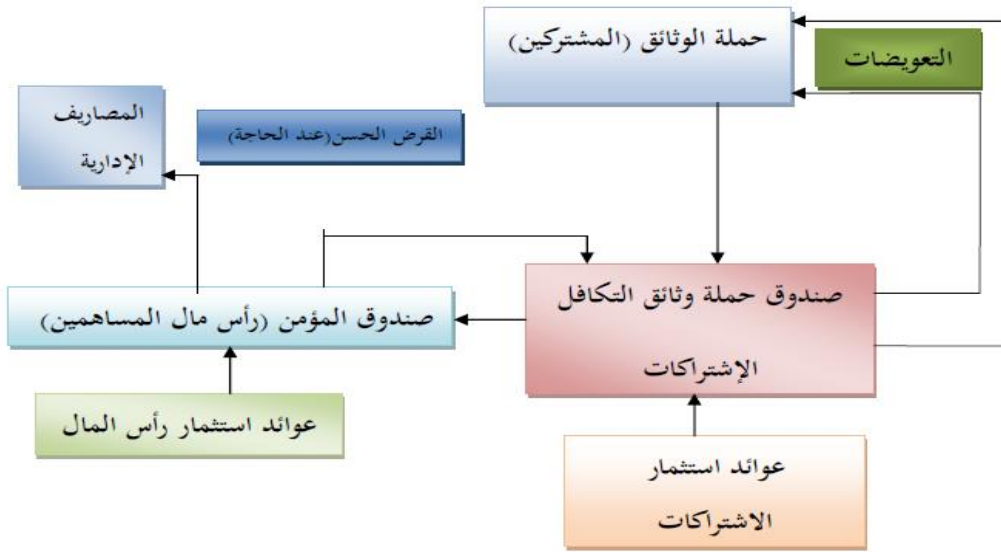 حملة الوثائق (المشتركين)
التعويضات
المصاريف
الإدارية
القرض الحسن(عند الحاجة)
صندوق حملة وثائق التكافل
الإشتراكات
صندوق المؤمن (رأس مال المساهمين)
عوائد استثمار رأس المال
عوائد استثمار
الاشتراكات